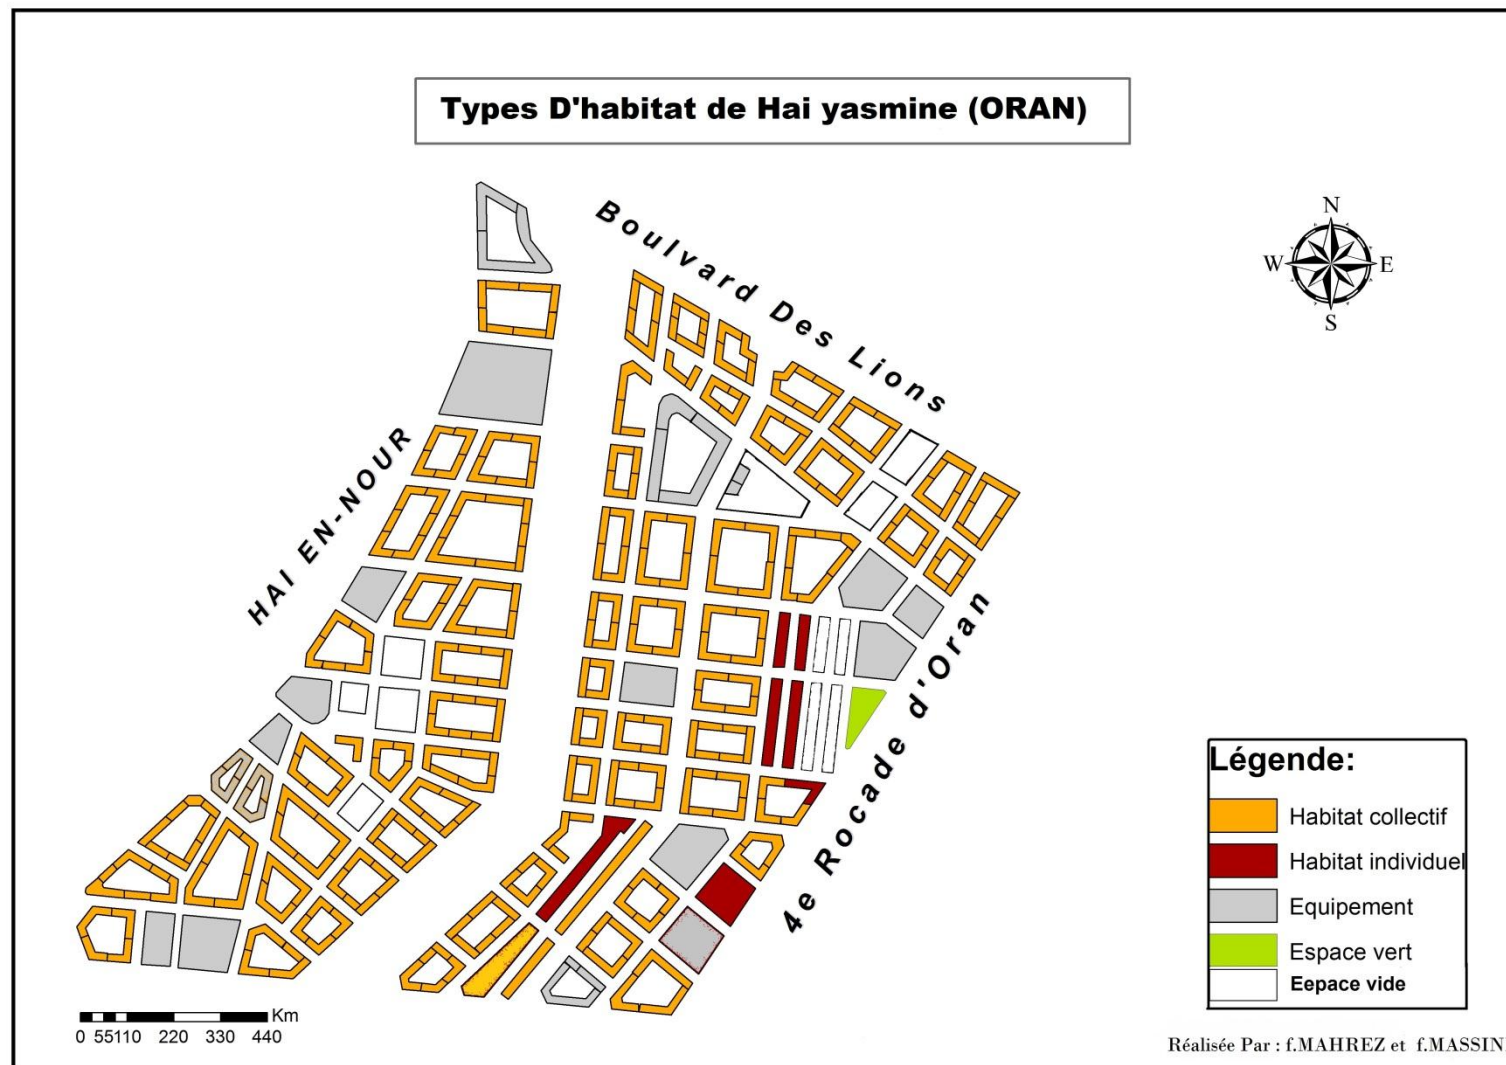 Types D'habitat de Hai yasmine (ORAN)
Boulvard Des Lions
N
W
E
S
HAI EN-NOUR
4e Rocade d'Oran
Légende:
Habitat collectif
Habitat individuel
Equipement
Espace vert
Eepace vide
Km
0 55110 220 330 440
Réalisée Par : f.MAHREZ et f.MASSIN